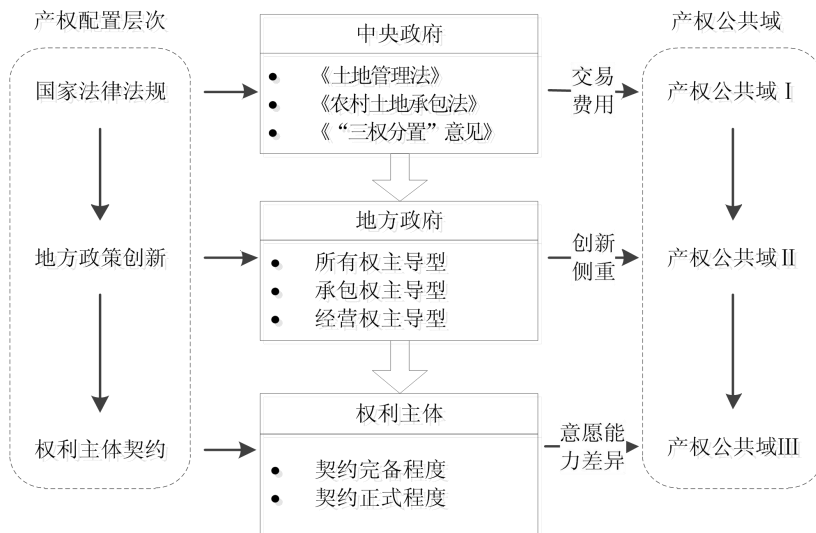 产权配置层次
中央政府
产权公共域
国家法律法规
《土地管理法》
《农村土地承包法》
《“三权分置”意见》
交易
费用
产权公共域Ⅰ
地方政府
地方政策创新
所有权主导型
承包权主导型
经营权主导型
创新
侧重
产权公共域Ⅱ
权利主体
权利主体契约
契约完备程度
契约正式程度
意愿能
力差异
产权公共域Ⅲ